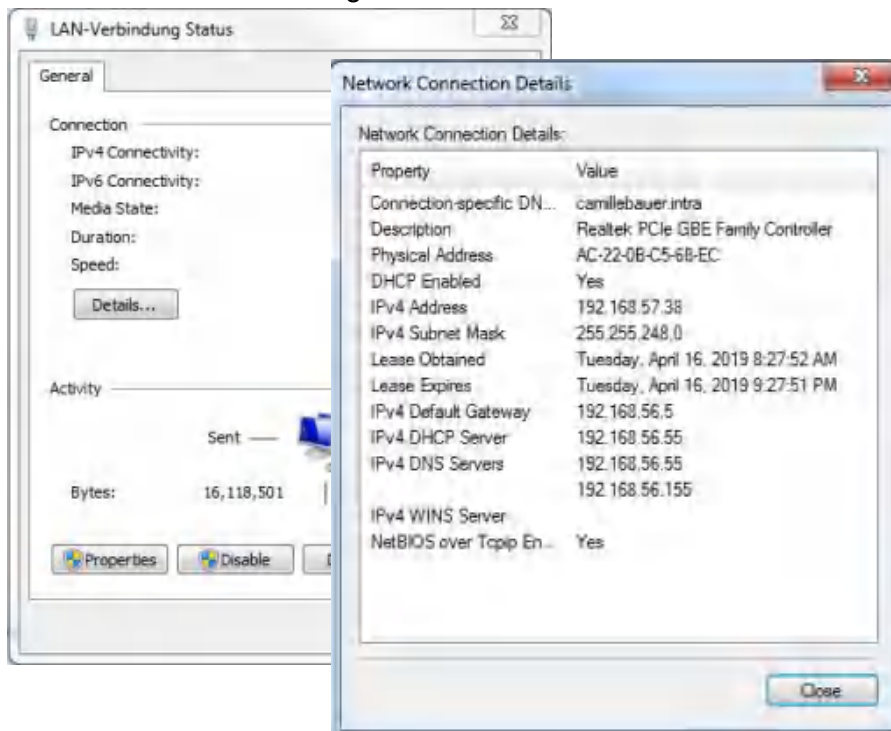 LAN-Verbindung Status
General
Connection
IPv4 Connectivity:
IPv6 Connectivity:
Media State:
Duration:
Speed:
Details...
Activity
Sent
Bytes: 16,118,501
Properties Disable
Network Connection Details
Network Connection Details:
Property Value
Connection-specific DN... camillebauer.intra
Description Realtek PCIe GBE Family Controller
Physical Address AC-22-0B-C5-6B-EC
DHCP Enabled Yes
IPv4 Address 192.168.57.38
IPv4 Subnet Mask 255.255.248.0
Lease Obtained Tuesday, April 16, 2019 8:27:52 AM
Lease Expires Tuesday, April 16, 2019 9:27:51 PM
IPv4 Default Gateway 192.168.56.5
IPv4 DHCP Server 192.168.56.55
IPv4 DNS Servers 192.168.56.55
192.168.56.155
IPv4 WINS Server
NetBIOS over Tcpip En... Yes
Close